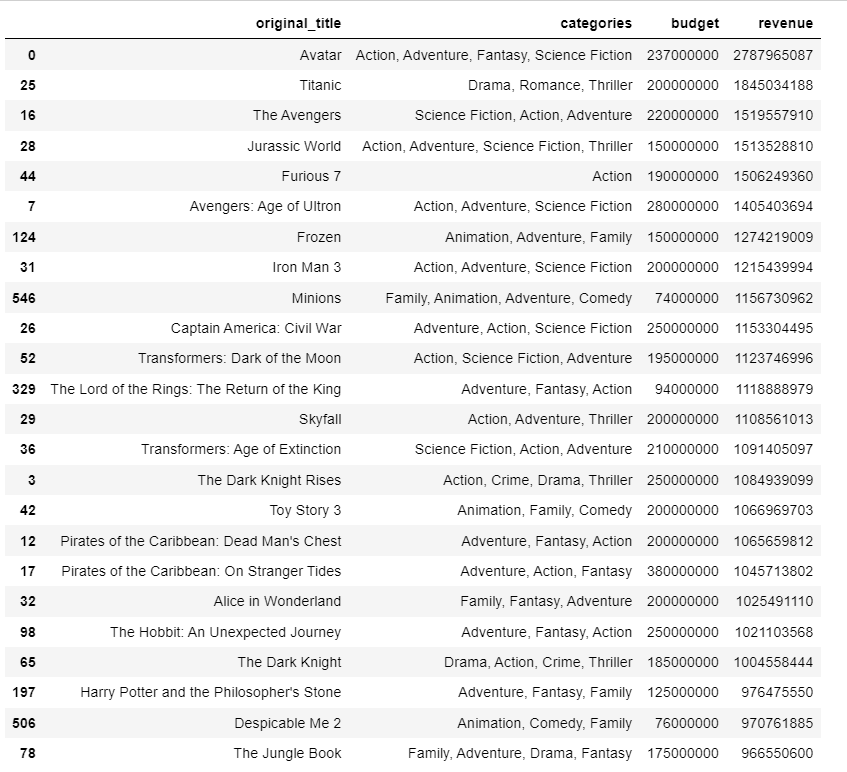 original_title categories budget revenue
0 Avatar Action, Adventure, Fantasy, Science Fiction 237000000 2787965087
25 Titanic Drama, Romance, Thriller 200000000 1845034188
16 The Avengers Science Fiction, Action, Adventure 220000000 1519557910
28 Jurassic World Action, Adventure, Science Fiction, Thriller 150000000 1513528810
44 Furious 7 Action 190000000 1506249360
7 Avengers: Age of Ultron Action, Adventure, Science Fiction 280000000 1405403694
124 Frozen Animation, Adventure, Family 150000000 1274219009
31 Iron Man 3 Action, Adventure, Science Fiction 200000000 1215439994
546 Minions Family, Animation, Adventure, Comedy 74000000 1156730962
26 Captain America: Civil War Adventure, Action, Science Fiction 250000000 1153304495
52 Transformers: Dark of the Moon Action, Science Fiction, Adventure 195000000 1123746996
329 The Lord of the Rings: The Return of the King Adventure, Fantasy, Action 94000000 1118888979
29 Skyfall Action, Adventure, Thriller 200000000 1108561013
36 Transformers: Age of Extinction Science Fiction, Action, Adventure 210000000 1091405097
3 The Dark Knight Rises Action, Crime, Drama, Thriller 250000000 1084939099
42 Toy Story 3 Animation, Family, Comedy 200000000 1066969703
12 Pirates of the Caribbean: Dead Man's Chest Adventure, Fantasy, Action 200000000 1065659812
17 Pirates of the Caribbean: On Stranger Tides Adventure, Action, Fantasy 380000000 1045713802
32 Alice in Wonderland Family, Fantasy, Adventure 200000000 1025491110
98 The Hobbit: An Unexpected Journey Adventure, Fantasy, Action 250000000 1021103568
65 The Dark Knight Drama, Action, Crime, Thriller 185000000 1004558444
197 Harry Potter and the Philosopher's Stone Adventure, Fantasy, Family 125000000 976475550
506 Despicable Me 2 Animation, Comedy, Family 76000000 970761885
78 The Jungle Book Family, Adventure, Drama, Fantasy 175000000 966550600